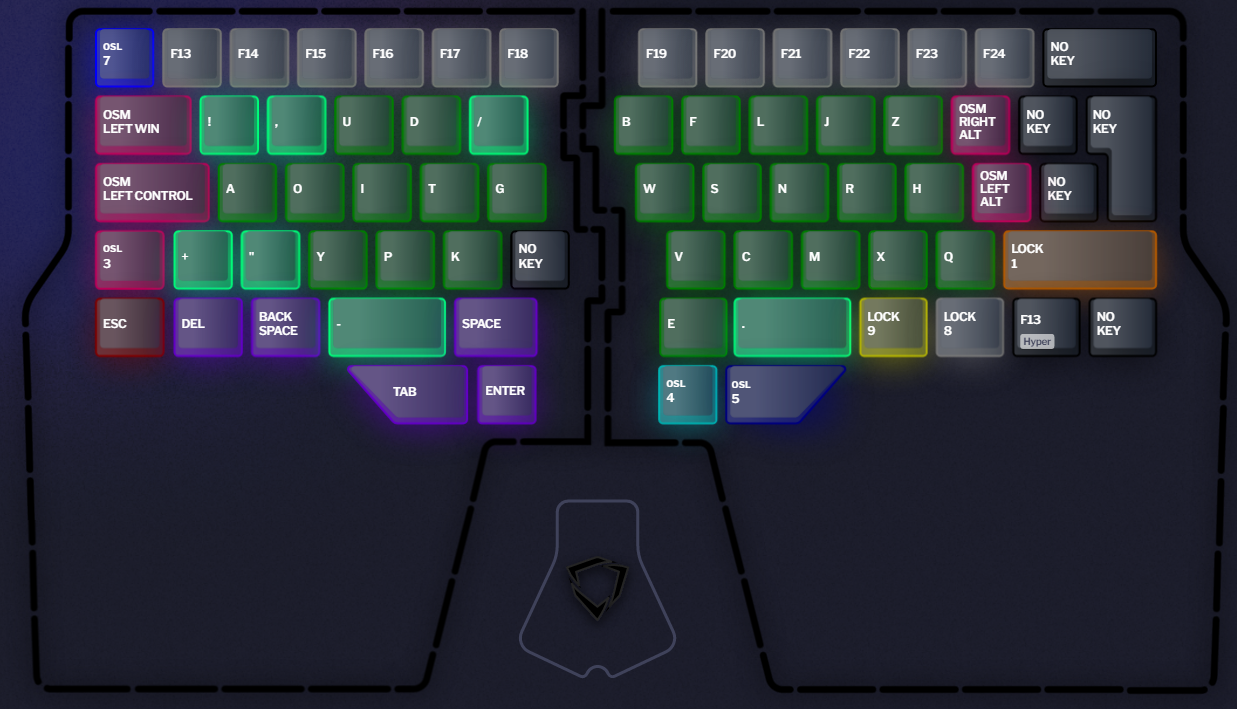 OSL
7
F13
F14
F15
F16
F17
F18
F19
F20
F21
F22
F23
F24
NO
KEY
OSM
LEFT WIN
!
,
U
D
/
B
F
L
J
Z
OSM
RIGHT
ALT
NO
KEY
NO
KEY
OSM
LEFT CONTROL
A
O
I
T
G
W
S
N
R
H
OSM
LEFT
ALT
NO
KEY
OSL
3
+
"
Y
P
K
NO
KEY
V
C
M
X
Q
LOCK
1
ESC
DEL
BACK
SPACE
-
SPACE
E
.
LOCK
9
LOCK
8
F13
Hyper
NO
KEY
TAB
ENTER
OSL
4
OSL
5